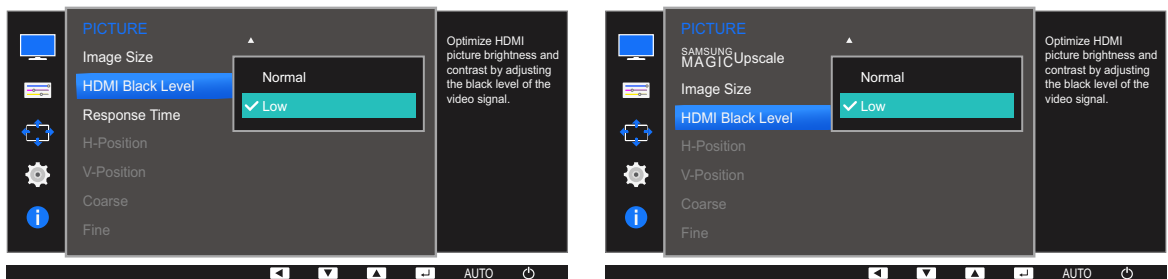 PICTURE
Image Size
HDMI Black Level
Response Time
H-Position
V-Position
Coarse
Fine
Normal
Low
Optimize HDMI
picture brightness and
contrast by adjusting
the black level of the
video signal.
AUTO
PICTURE
SAMSUNG
MAGIC Upscale
Image Size
HDMI Black Level
H-Position
V-Position
Coarse
Fine
Normal
Low
Optimize HDMI
picture brightness and
contrast by adjusting
the black level of the
video signal.
AUTO